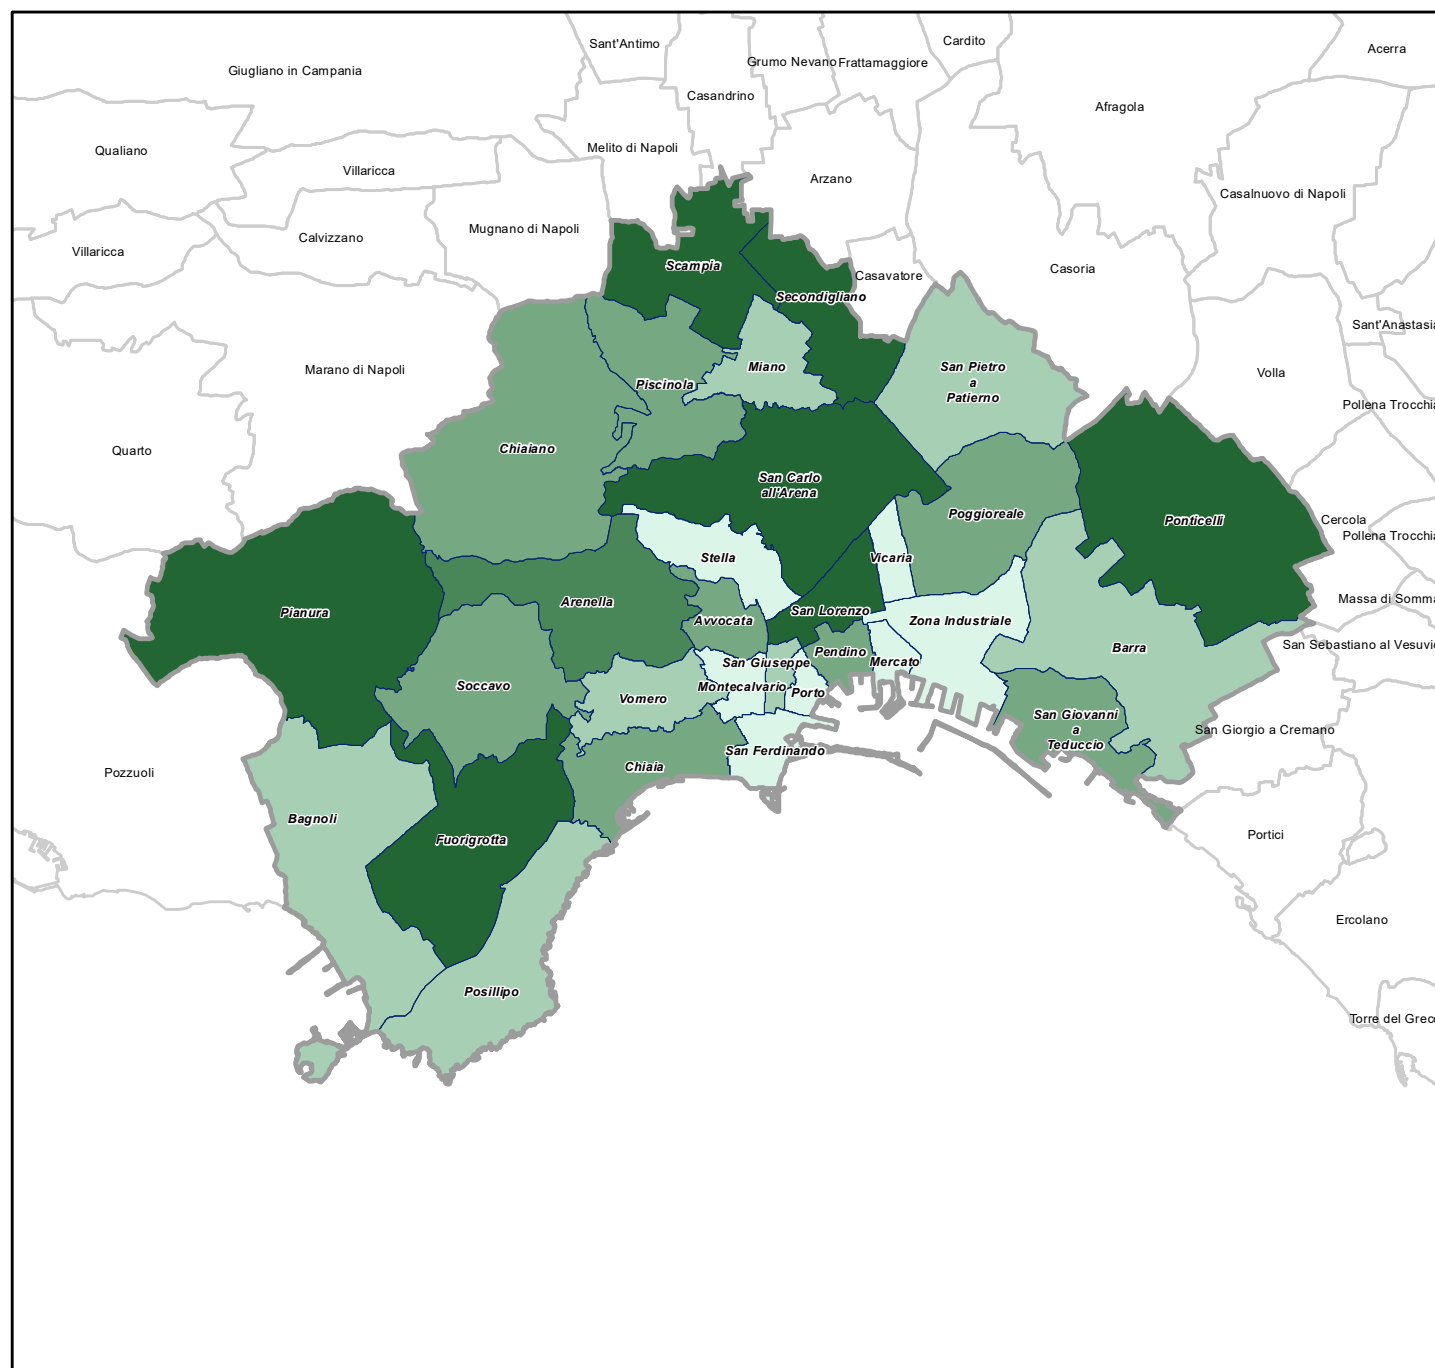 Sant'Antimo
Cardito
Acerra
Grumo Nevano
Frattamaggiore
Giugliano in Campania
Casandrino
Afragola
Qualiano
Melito di Napoli
Villaricca
Arzano
Casalnuovo di Napoli
Mugnano di Napoli
Calvizzano
Villaricca
Scampia
Casavatore
Casoria
Secondigliano
Sant'Anastasia
Marano di Napoli
Miano
San Pietro
a
Patierno
Volla
Piscinola
Pollena Trocchia
Quarto
Chiaiano
San Carlo
all'Arena
Poggioreale
Ponticelli
Cercola
Pollena Trocchia
Stella
Vicaria
Massa di Somma
Pianura
Arenella
San Lorenzo
Avvocata
Zona Industriale
San Sebastiano al Vesuvio
Barra
Pendino
San Giuseppe
Mercato
Soccavo
Montecalvario
Porto
Vomero
San Giovanni
a
Teduccio
San Giorgio a Cremano
San Ferdinando
Chiaia
Pozzuoli
Bagnoli
Fuorigrotta
Portici
Ercolano
Posillipo
Torre del Greco